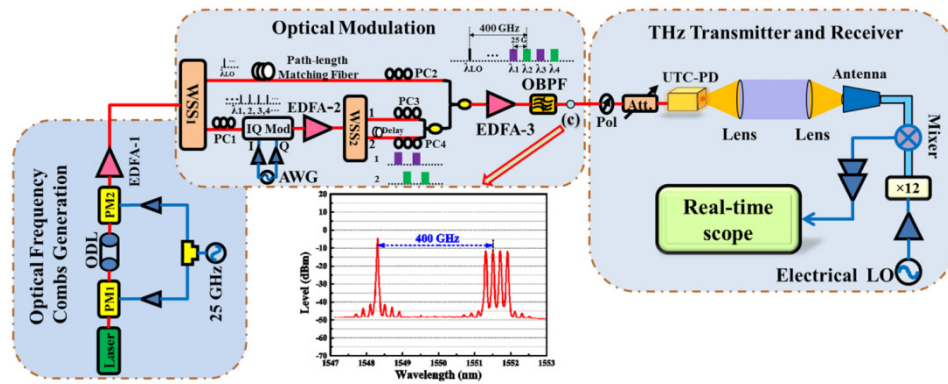 Optical Modulation
400 GHz
25 G
λLO
λ1 λ2 λ3 λ4
OBPF
THz Transmitter and Receiver
λLO
Path-length
Matching Fiber
PC2
WSS1
λ1, 2, 3, 4,...
EDFA-2
WSS2
1
PC3
Delay
2
PC4
PC1
IQ Mod
I
Q
AWG
1
2
EDFA-3
(c)
Pol
Att.
UTC-PD
Lens
Lens
Antenna
Mixer
×12
Real-time
scope
Electrical LO
Optical Frequency
Combs Generation
EDFA-1
PM2
ODL
PM1
Laser
25 GHz
Level (dBm)
20
10
0
-10
-20
-30
-40
-50
-60
-70
400 GHz
1547 1548 1549 1550 1551 1552 1553
Wavelength (nm)